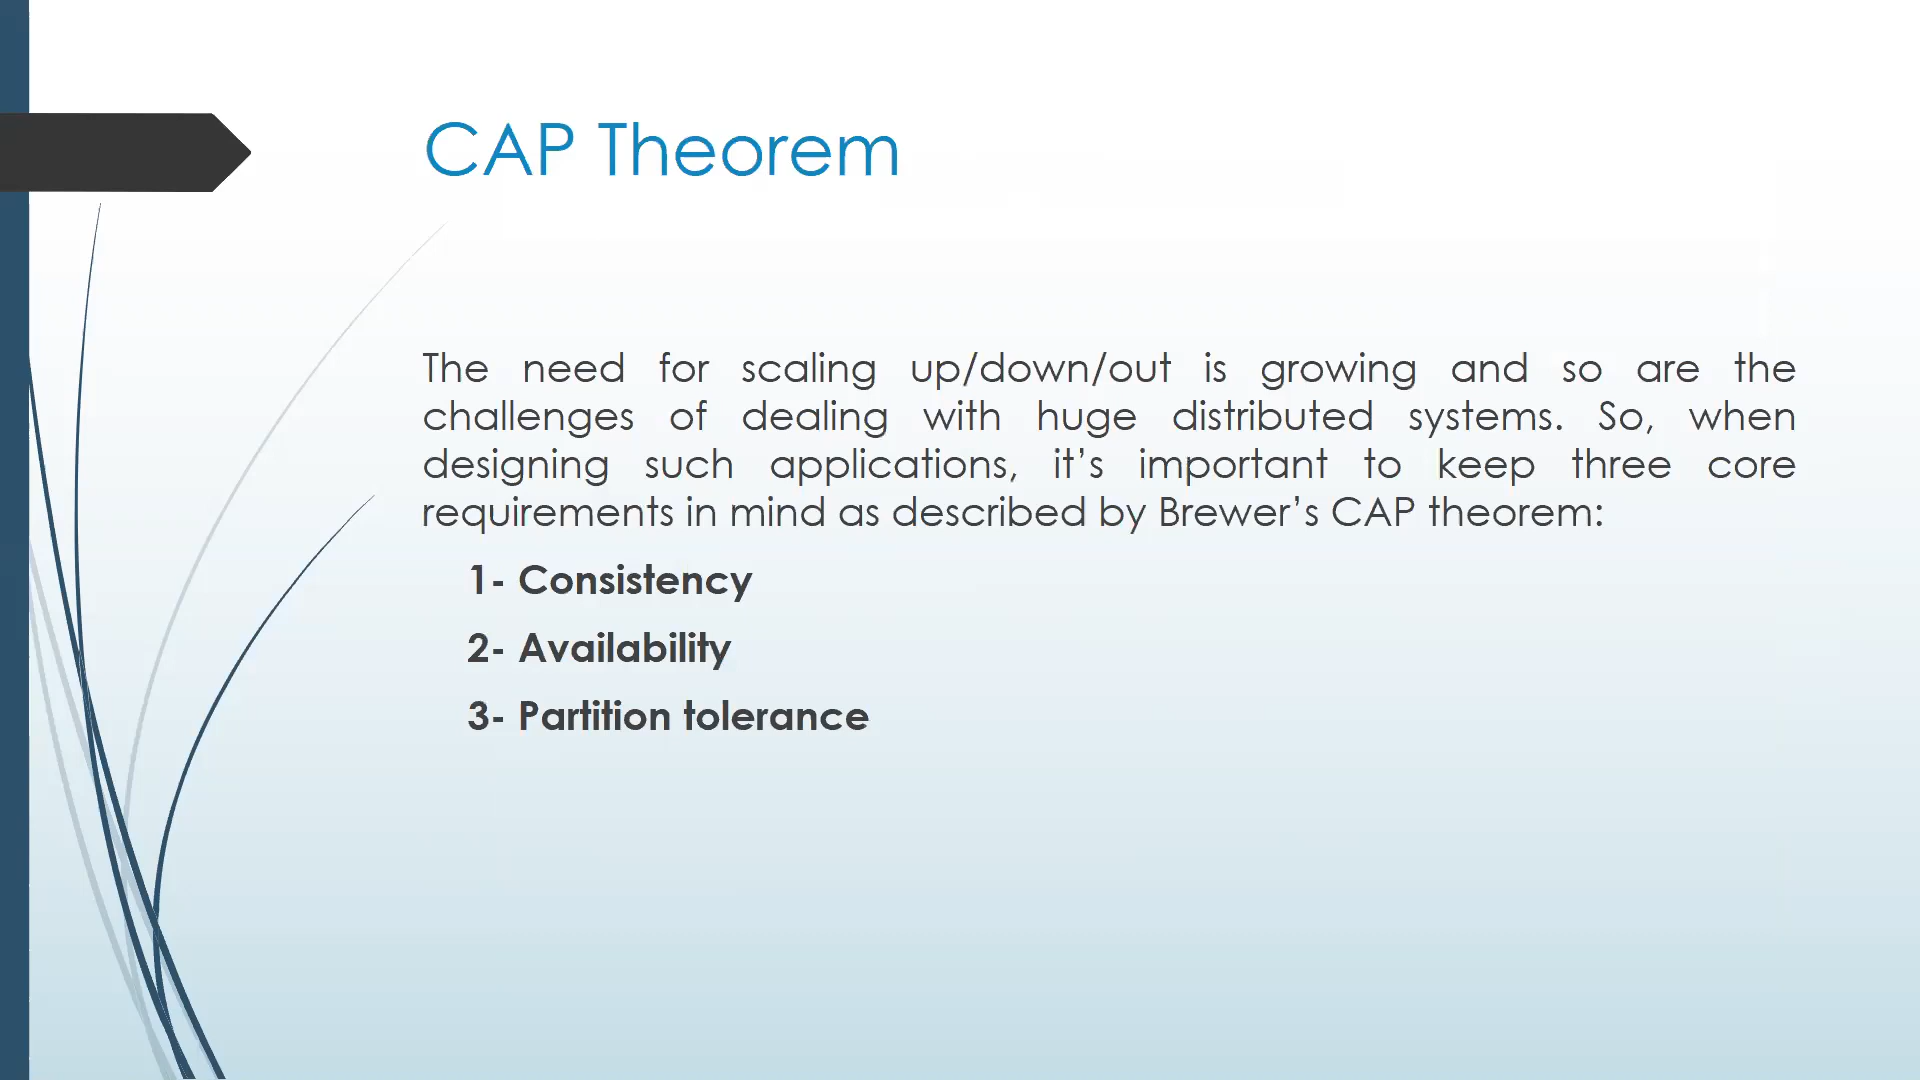 CAP Theorem
The need for scaling up/down/out is growing and so are the
challenges of dealing with huge distributed systems. So, when
designing such applications, it’s important to keep three core
requirements in mind as described by Brewer’s CAP theorem:
1- Consistency
2- Availability
3- Partition tolerance